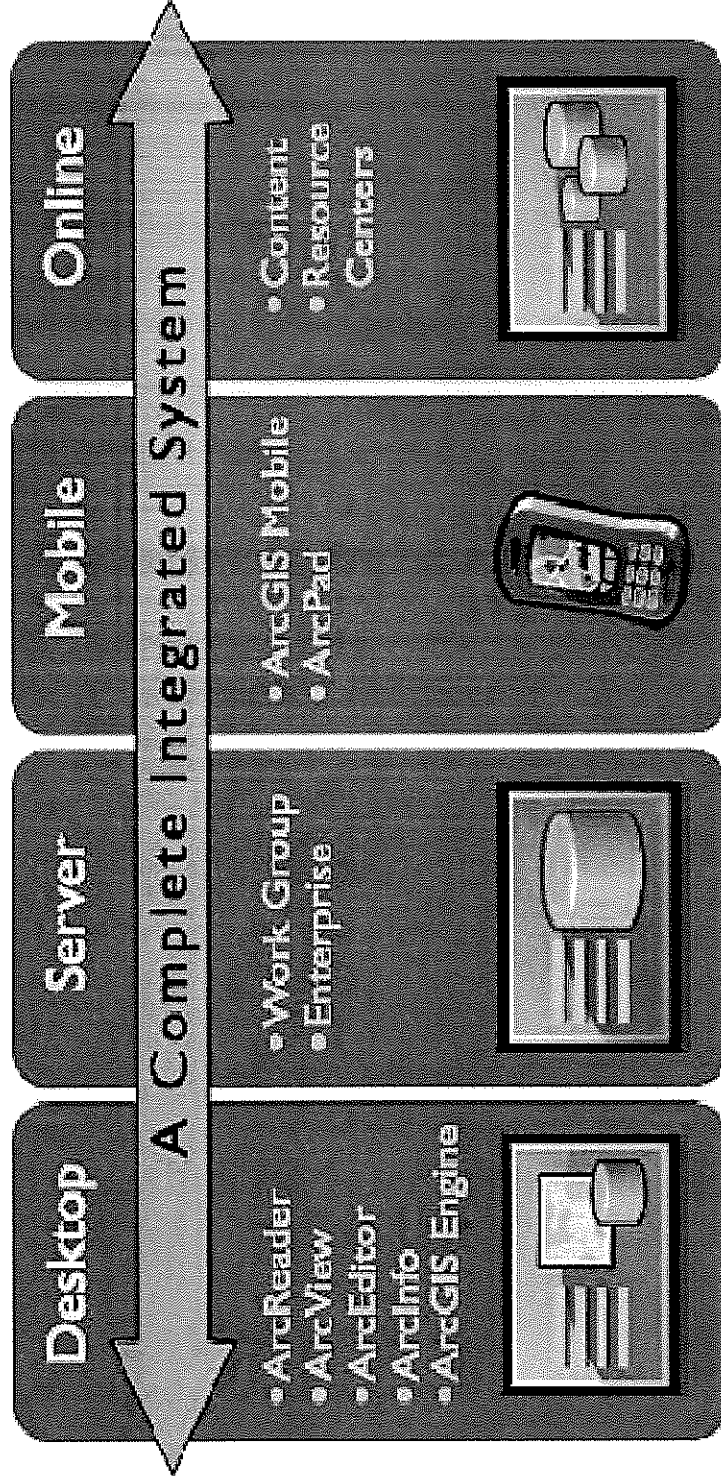 Desktop
Server
Mobile
Online
A Complete Integrated System
• ArcReader
• ArcView
• ArcEditor
• ArcInfo
• ArcGIS Engine
• Work Group
• Enterprise
• ArcGIS Mobile
• ArcPad
• Content
• Resource
Centers